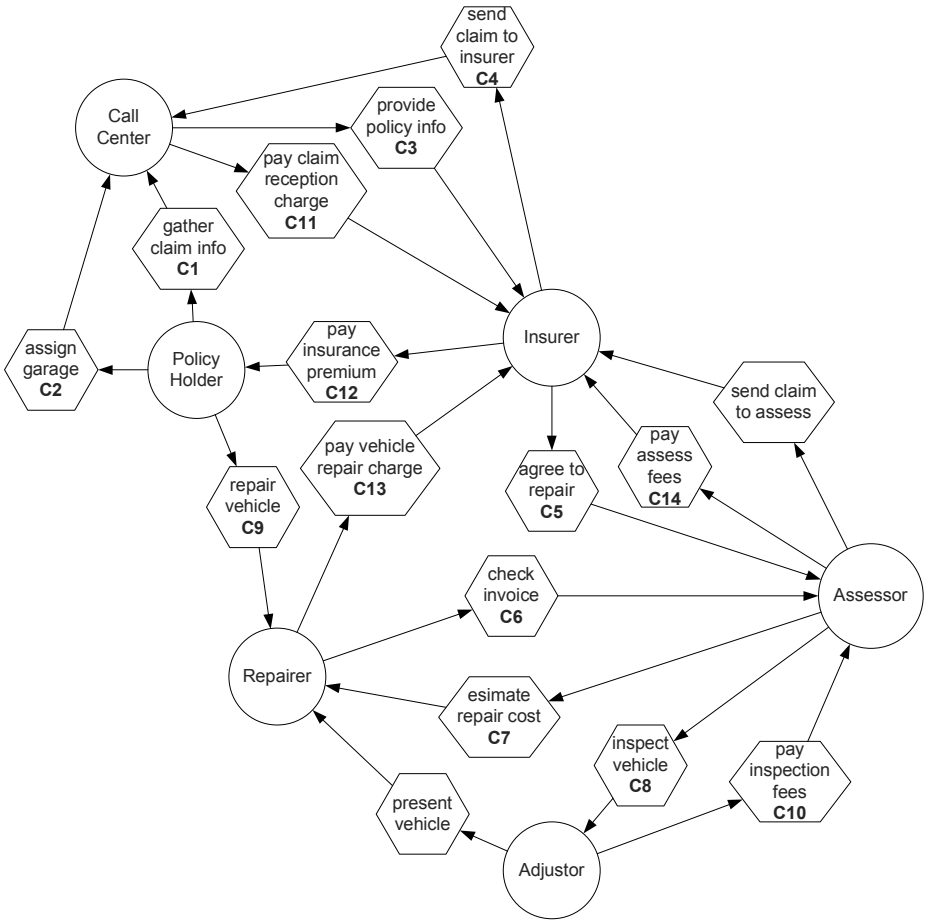 send
claim to
insurer
C4
Call
Center
provide
policy info
C3
pay claim
reception
charge
C11
gather
claim info
C1
assign
garage
C2
Policy
Holder
pay
insurance
premium
C12
Insurer
send claim
to assess
pay vehicle
repair charge
C13
agree to
repair
C5
pay
assess
fees
C14
repair
vehicle
C9
check
invoice
C6
Assessor
Repairer
esimate
repair cost
C7
inspect
vehicle
C8
pay
inspection
fees
C10
present
vehicle
Adjustor